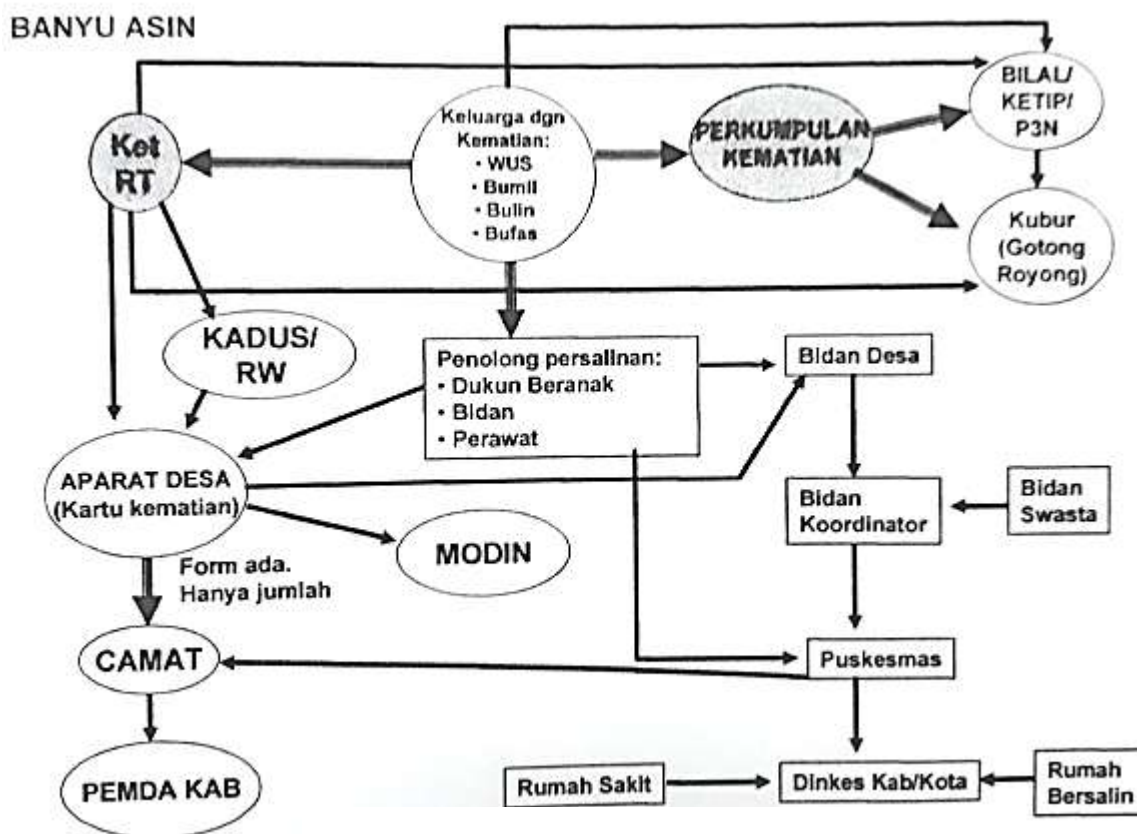 BANYU ASIN
BILAL/
KETIP/
P3N
Keluarga dgn
Kematian:
• WUS
• Bumil
• Bulin
• Bufas
PERKUMPULAN
KEMATIAN
Ket
RT
Kubur
(Gotong
Royong)
KADUS/
RW
Penolong persalinan:
• Dukun Beranak
• Bidan
• Perawat
Bidan Desa
APARAT DESA
(Kartu kematian)
Bidan
Koordinator
Bidan
Swasta
MODIN
Form ada.
Hanya jumlah
CAMAT
Puskesmas
PEMDA KAB
Rumah Sakit
Dinkes Kab/Kota
Rumah
Bersalin